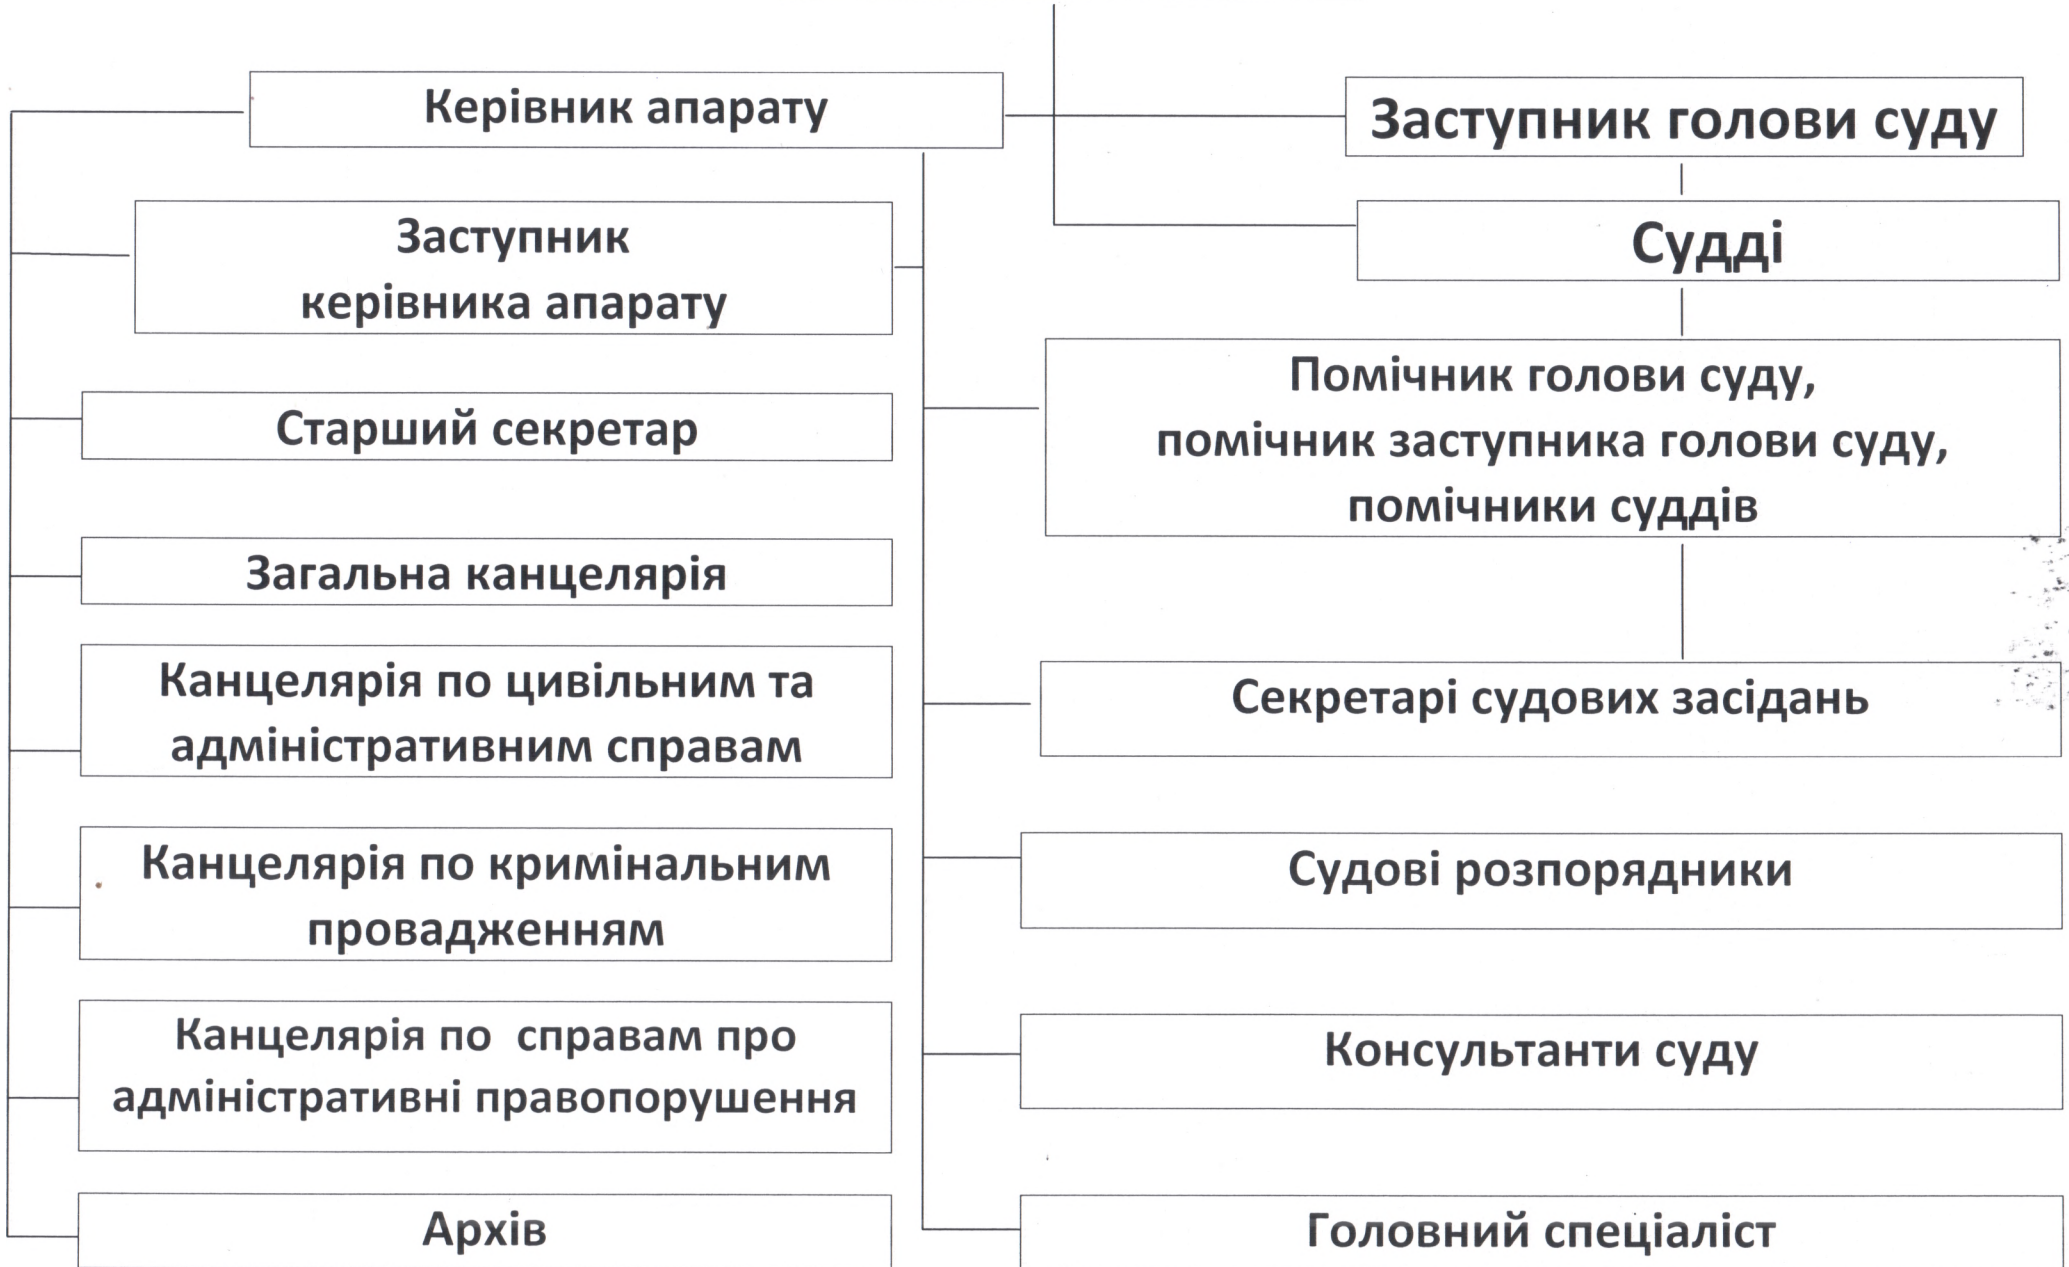 Керівник апарату
Заступник голови суду
Заступник
керівника апарату
Судді
Старший секретар
Помічник голови суду,
помічник заступника голови суду,
помічники суддів
Загальна канцелярія
Канцелярія по цивільним та
адміністративним справам
Секретарі судових засідань
Канцелярія по кримінальним
провадженням
Судові розпорядники
Канцелярія по справам про
адміністративні правопорушення
Консультанти суду
Архів
Головний спеціаліст